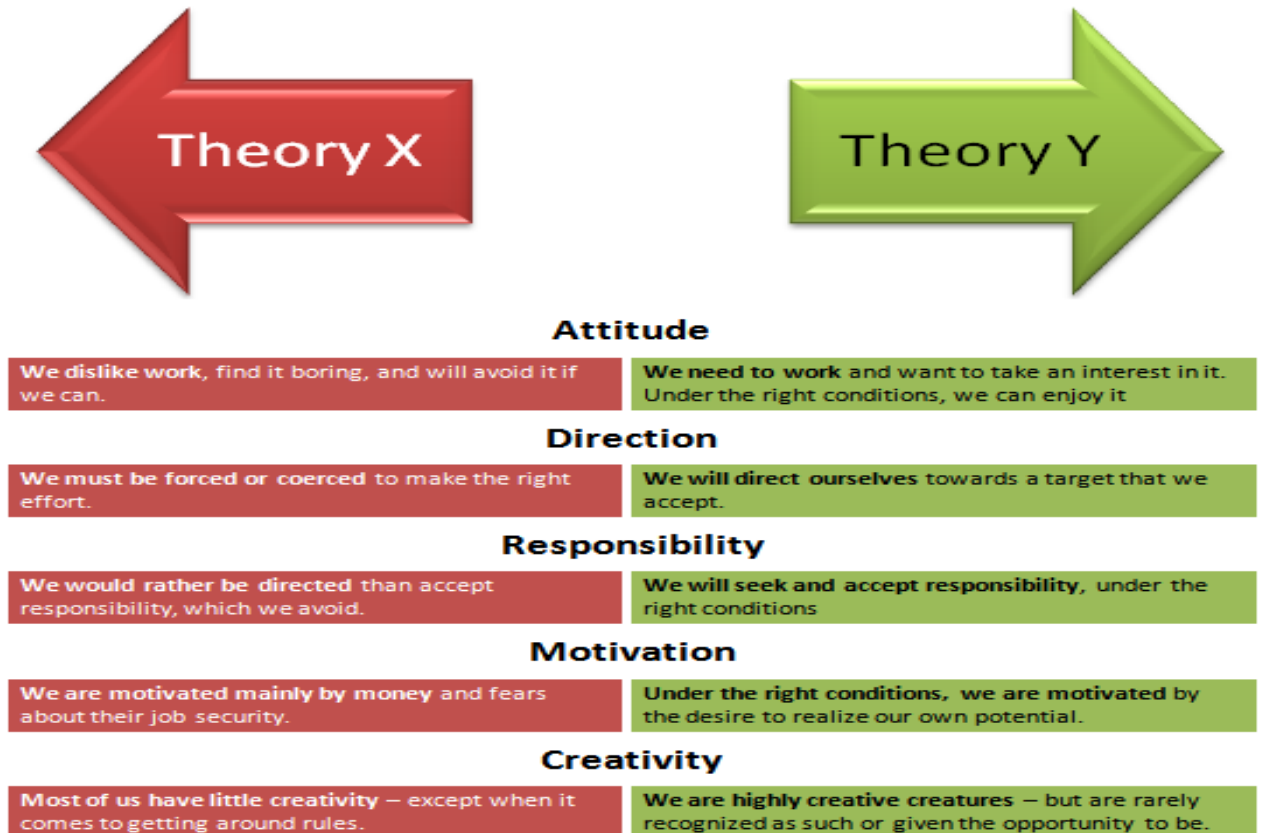 Theory X
Theory Y
Attitude
We dislike work, find it boring, and will avoid it if
we can.
We need to work and want to take an interest in it.
Under the right conditions, we can enjoy it
Direction
We must be forced or coerced to make the right
effort.
We will direct ourselves towards a target that we
accept.
Responsibility
We would rather be directed than accept
responsibility, which we avoid.
We will seek and accept responsibility, under the
right conditions
Motivation
We are motivated mainly by money and fears
about their job security.
Under the right conditions, we are motivated by
the desire to realize our own potential.
Creativity
Most of us have little creativity – except when it
comes to getting around rules.
We are highly creative creatures – but are rarely
recognized as such or given the opportunity to be.